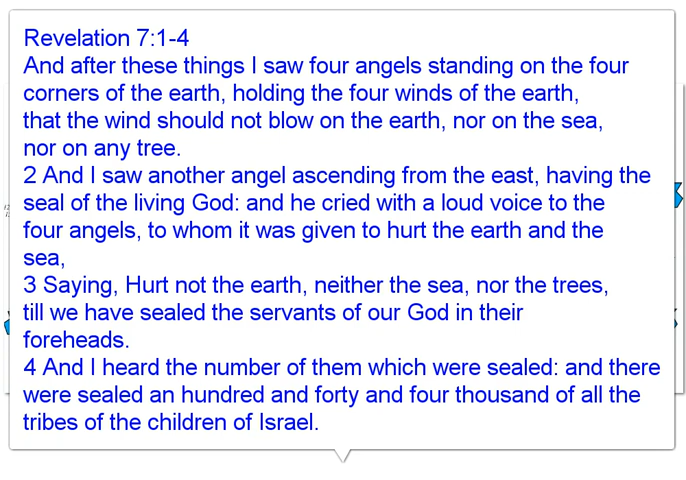 Revelation 7:1-4
And after these things I saw four angels standing on the four
corners of the earth, holding the four winds of the earth,
that the wind should not blow on the earth, nor on the sea,
nor on any tree.
2 And I saw another angel ascending from the east, having the
seal of the living God: and he cried with a loud voice to the
four angels, to whom it was given to hurt the earth and the
sea,
3 Saying, Hurt not the earth, neither the sea, nor the trees,
till we have sealed the servants of our God in their
foreheads.
4 And I heard the number of them which were sealed: and there
were sealed an hundred and forty and four thousand of all the
tribes of the children of Israel.